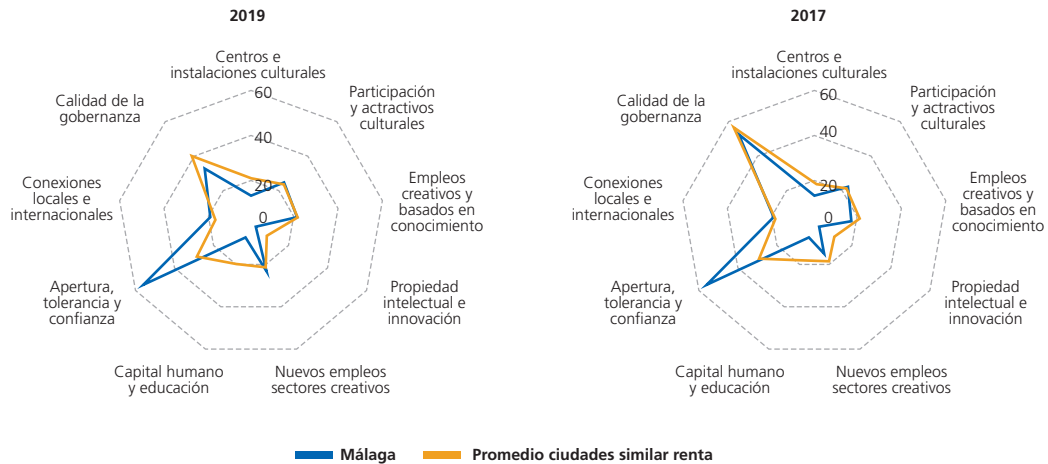 2019
Centros e
instalaciones culturales
Participación
y actractivos
culturales
Empleos
creativos y
basados en
conocimiento
Propiedad
intelectual e
innovación
Nuevos empleos
sectores creativos
Capital humano
y educación
Apertura,
tolerancia y
confianza
Conexiones
locales e
internacionales
Calidad de la
gobernanza
60
40
20
0
2017
Centros e
instalaciones culturales
Participación
y actractivos
culturales
Empleos
creativos y
basados en
conocimiento
Propiedad
intelectual e
innovación
Nuevos empleos
sectores creativos
Capital humano
y educación
Apertura,
tolerancia y
confianza
Conexiones
locales e
internacionales
Calidad de la
gobernanza
60
40
20
0
Málaga
Promedio ciudades similar renta